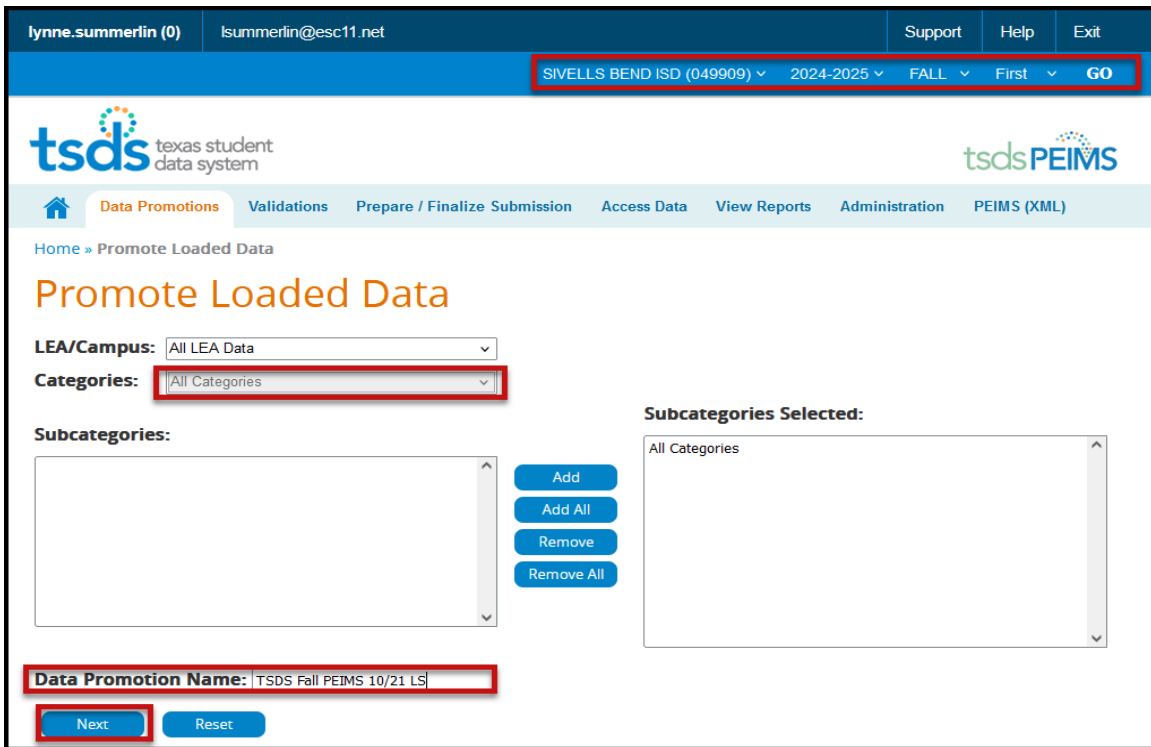 lynne.summerlin (0) lsummerlin@esc11.net Support Help Exit
SIVELLS BEND ISD (049909) 2024-2025 FALL First GO
tsds texas student data system
tsds PEIMS
Data Promotions Validations Prepare / Finalize Submission Access Data View Reports Administration PEIMS (XML)
Home » Promote Loaded Data
Promote Loaded Data
LEA/Campus: All LEA Data
Categories: All Categories
Subcategories:
Add
Add All
Remove
Remove All
Subcategories Selected:
All Categories
Data Promotion Name: TSDS Fall PEIMS 10/21 LS
Next Reset